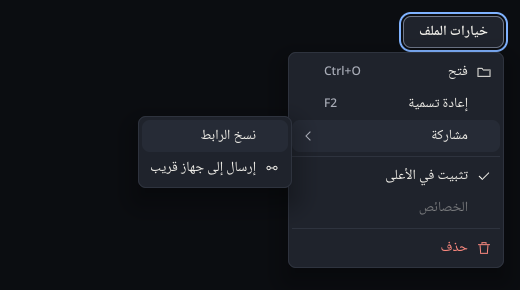 خيارات الملف
فتح Ctrl+O
إعادة تسمية F2
مشاركة
نسخ الرابط
إرسال إلى جهاز قريب
تثبيت في الأعلى
الخصائص
حذف